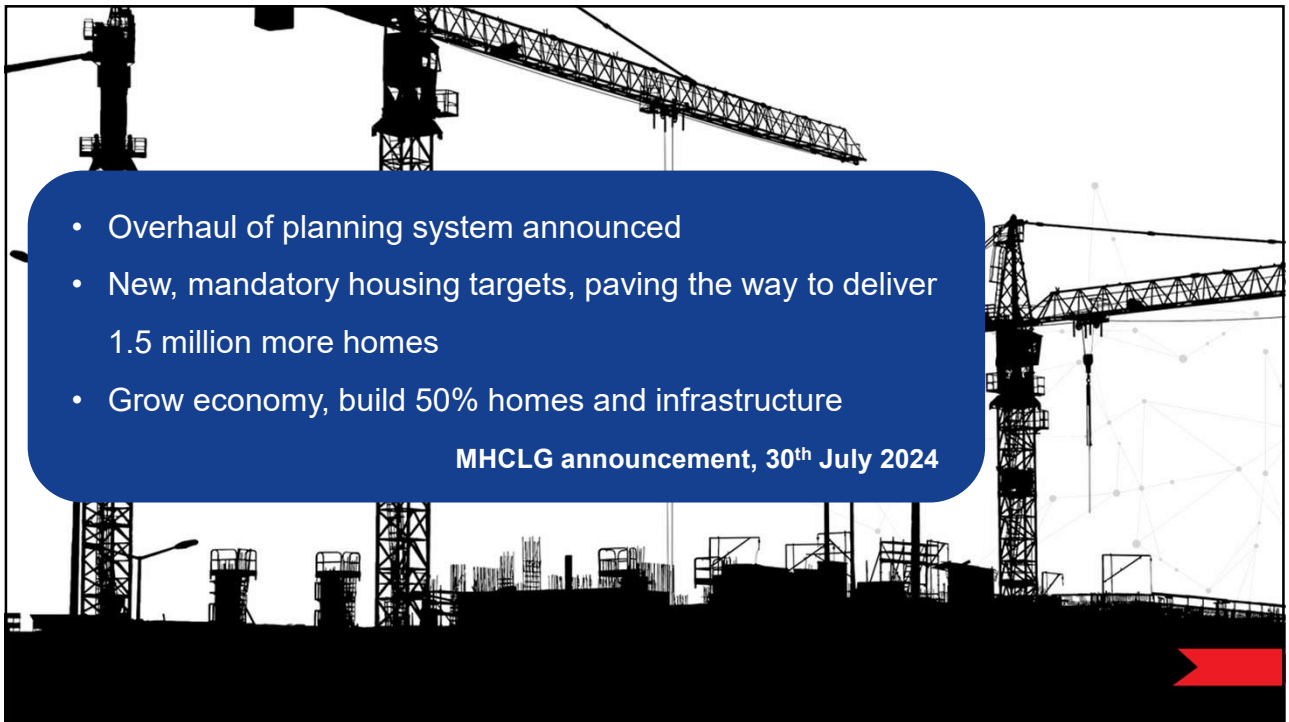 • Overhaul of planning system announced
• New, mandatory housing targets, paving the way to deliver
1.5 million more homes
• Grow economy, build 50% homes and infrastructure
MHCLG announcement, 30th July 2024